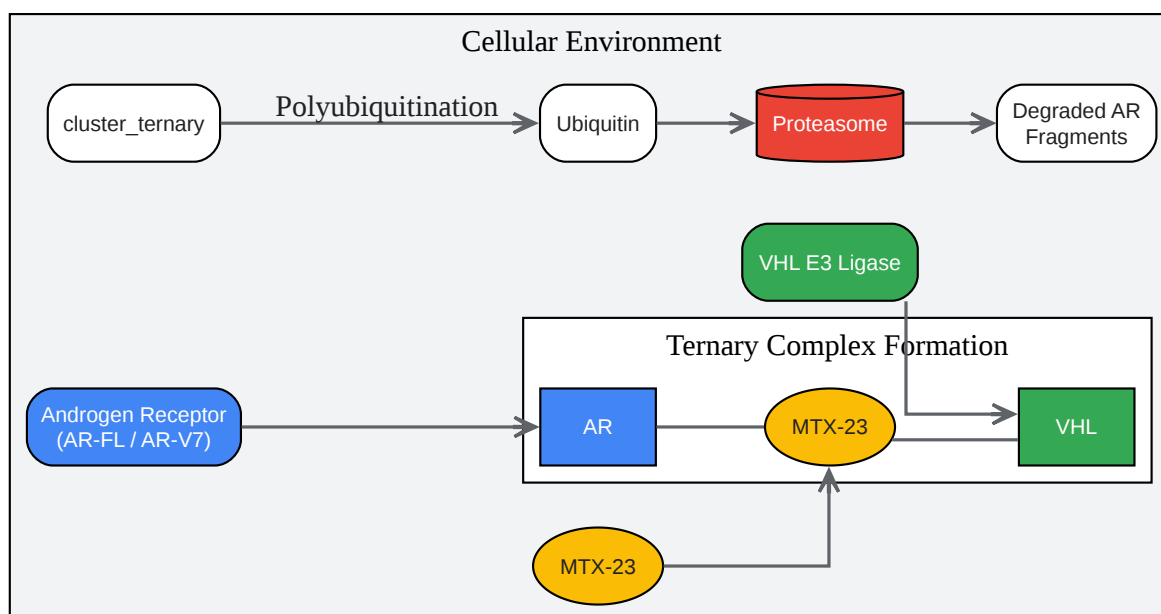 Cellular Environment
cluster_ternary
Polyubiquitination
Ubiquitin
Proteasome
Degraded AR
Fragments
VHL E3 Ligase
Ternary Complex Formation
Androgen Receptor
(AR-FL / AR-V7)
AR
MTX-23
VHL
MTX-23